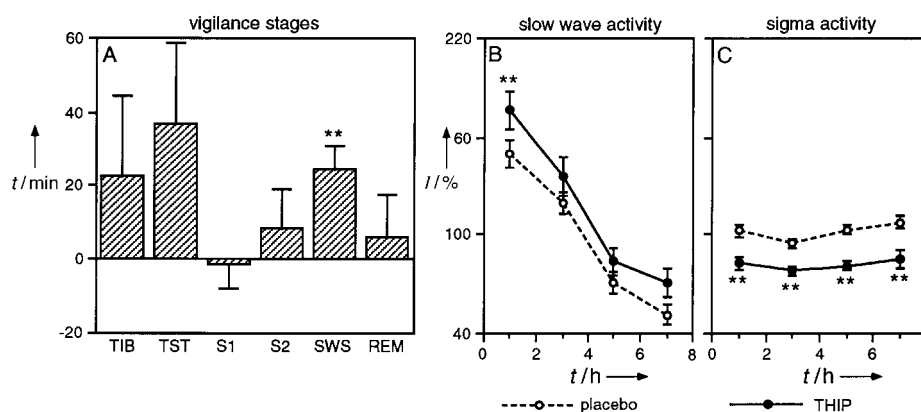 vigilance stages
slow wave activity
sigma activity
A
B
C
60
40
20
0
-20
t/min
**
TIB TST S1 S2 SWS REM
220
60
100
40
I/%
**
0 2 4 6 8
t/h
** ** ** **
0 2 4 6
t/h
placebo
THIP